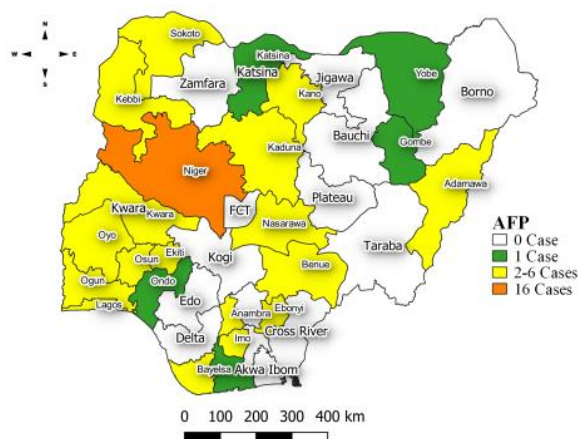 N
W E
S
Sokoto
Katsina
Katsina
Jigawa
Yobe
Zamfara
Kano
Borno
Kebbi
Bauchi
Gombe
Kaduna
Niger
Adamawa
Plateau
FCT
Kwara
Kwara
Nasarawa
Taraba
Oyo
Osun
Ekiti
Kogi
Benue
Ogun
Ondo
Lagos
Edo
Anambra
Ebonyi
Cross River
Delta
Imo
Bayelsa
Akwa Ibom
AFP
0 Case
1 Case
2-6 Cases
16 Cases
0 100 200 300 400 km